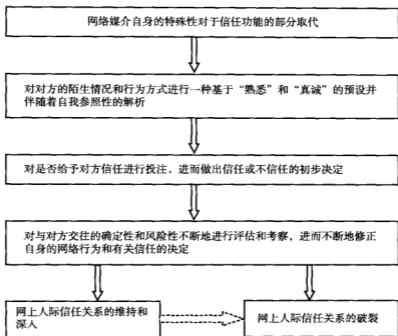 网络媒介自身的特殊性对于信任功能的部分取代
对对方的陌生情况和行为方式进行一种基于“熟悉”和“真诚”的预设并
伴随着自我参照性的解析
对是否给予对方信任进行投注，进而做出信任或不信任的初步决定
对与对方交往的确定性和风险性不断地进行评估和考察，进而不断地修正
自身的网络行为和有关信任的决定
网上人际信任关系的维持和
深入
网上人际信任关系的破裂